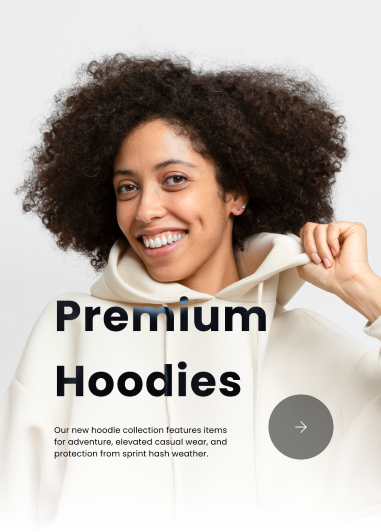 Premium
Hoodies
Our new hoodie collection features items
for adventure, elevated casual wear, and
protection from sprint hash weather.